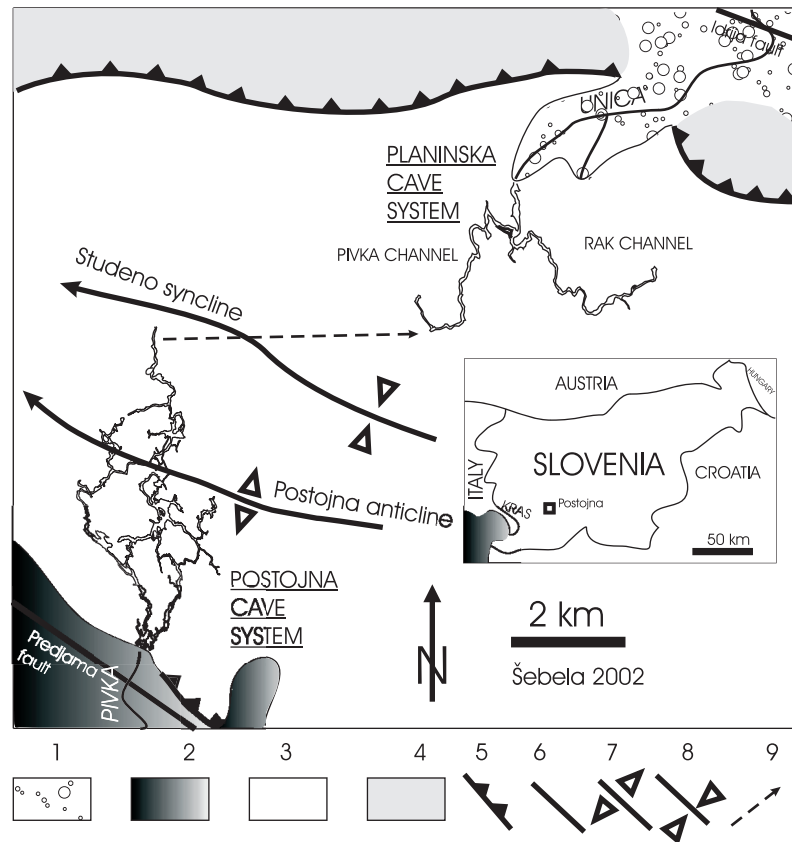 Idrija fault
UNICA
PLANINSKA
CAVE
SYSTEM
PIVKA CHANNEL
RAK CHANNEL
Studeno syncline
AUSTRIA
HUNGARY
SLOVENIA
ITALY
CROATIA
KRAS
Postojna
50 km
Postojna anticline
POSTOJNA
CAVE
SYSTEM
Predjama
fault
PIVKA
N
2 km
Šebela 2002
1 2 3 4 5 6 7 8 9